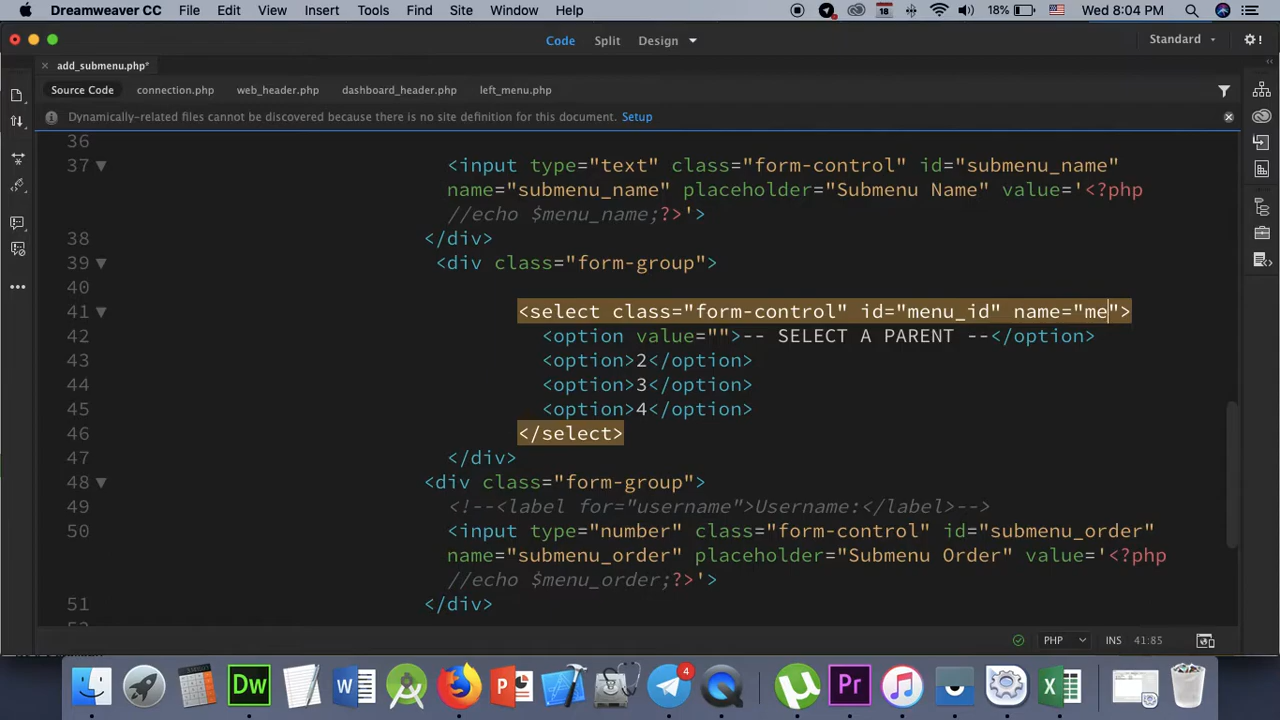 Dreamweaver CC File Edit View Insert Tools Find Site Window Help 18 18% Wed 8:04 PM
Code Split Design Standard
add_submenu.php*
Source Code connection.php web_header.php dashboard_header.php left_menu.php
Dynamically-related files cannot be discovered because there is no site definition for this document. Setup
36
37 <input type="text" class="form-control" id="submenu_name"
name="submenu_name" placeholder="Submenu Name" value='<?php
//echo $menu_name;?>'>
38 </div>
39 <div class="form-group">
40
41 <select class="form-control" id="menu_id" name="me">
42 <option value="">-- SELECT A PARENT --</option>
43 <option>2</option>
44 <option>3</option>
45 <option>4</option>
46 </select>
47 </div>
48 <div class="form-group">
49 <!--<label for="username">Username:</label>-->
50 <input type="number" class="form-control" id="submenu_order"
name="submenu_order" placeholder="Submenu Order" value='<?php
//echo $menu_order;?>'>
51 </div>
PHP INS 41:85
Dw W P 4 µ Pr X